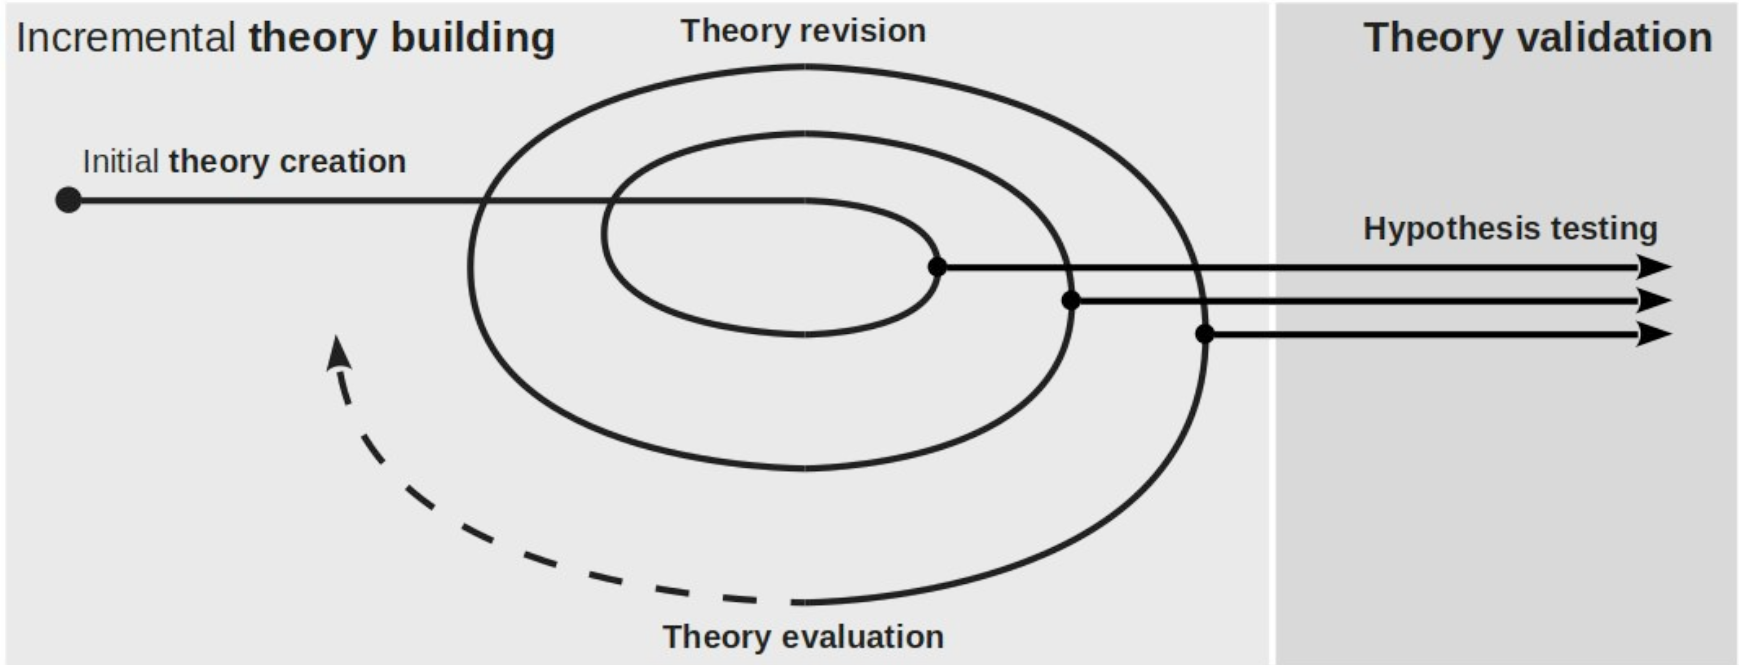 Incremental theory building
Theory revision
Theory validation
Initial theory creation
Hypothesis testing
Theory evaluation